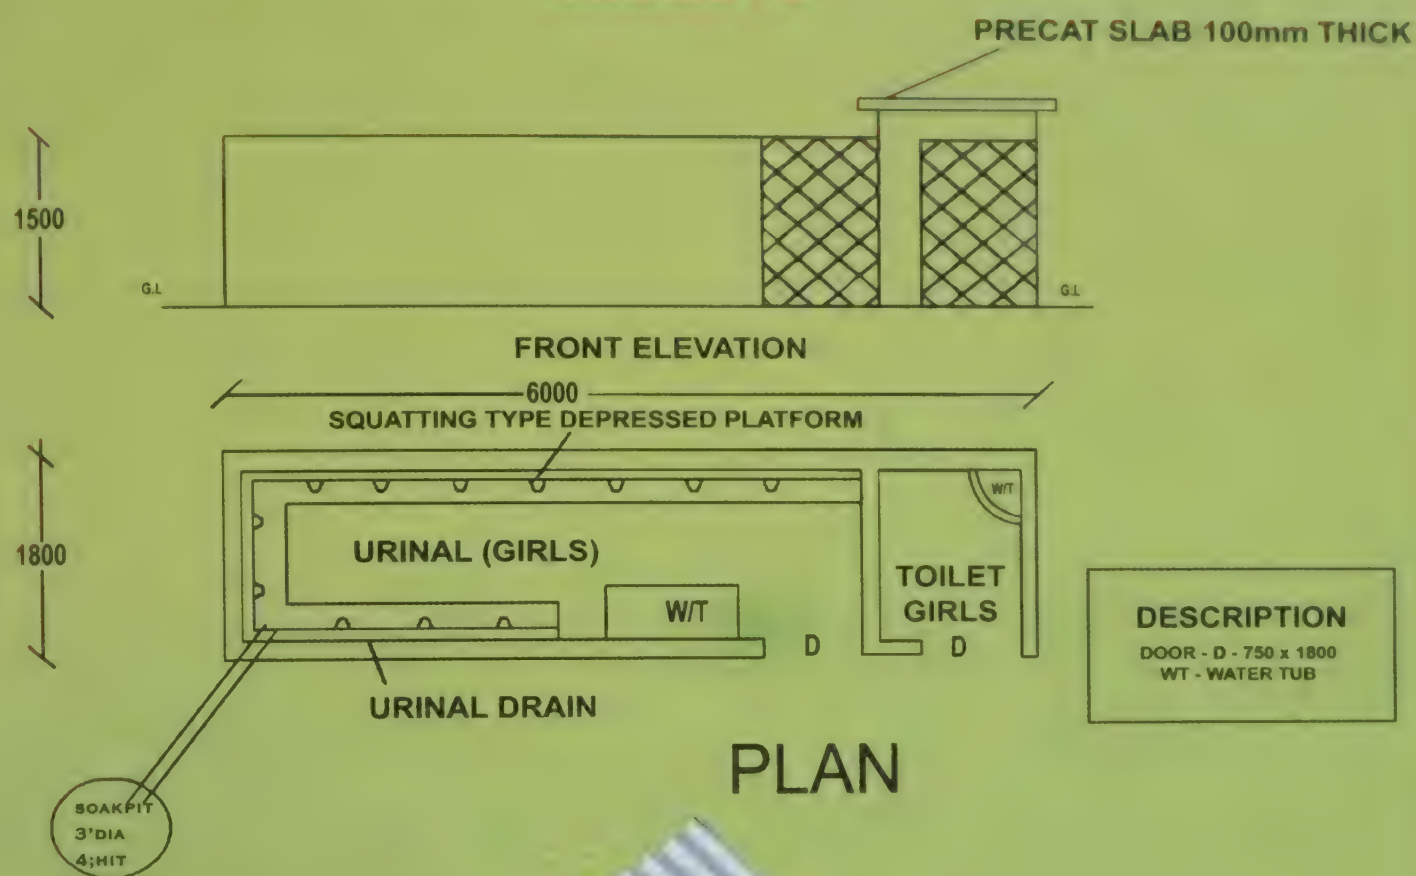 PRECAT SLAB 100mm THICK
1500
G.L
G.L
FRONT ELEVATION
6000
SQUATTING TYPE DEPRESSED PLATFORM
1800
W/T
URINAL (GIRLS)
W/T
TOILET
GIRLS
D
D
URINAL DRAIN
DESCRIPTION
DOOR - D - 750 x 1800
WT - WATER TUB
PLAN
SOAKPIT
3'DIA
4;HIT